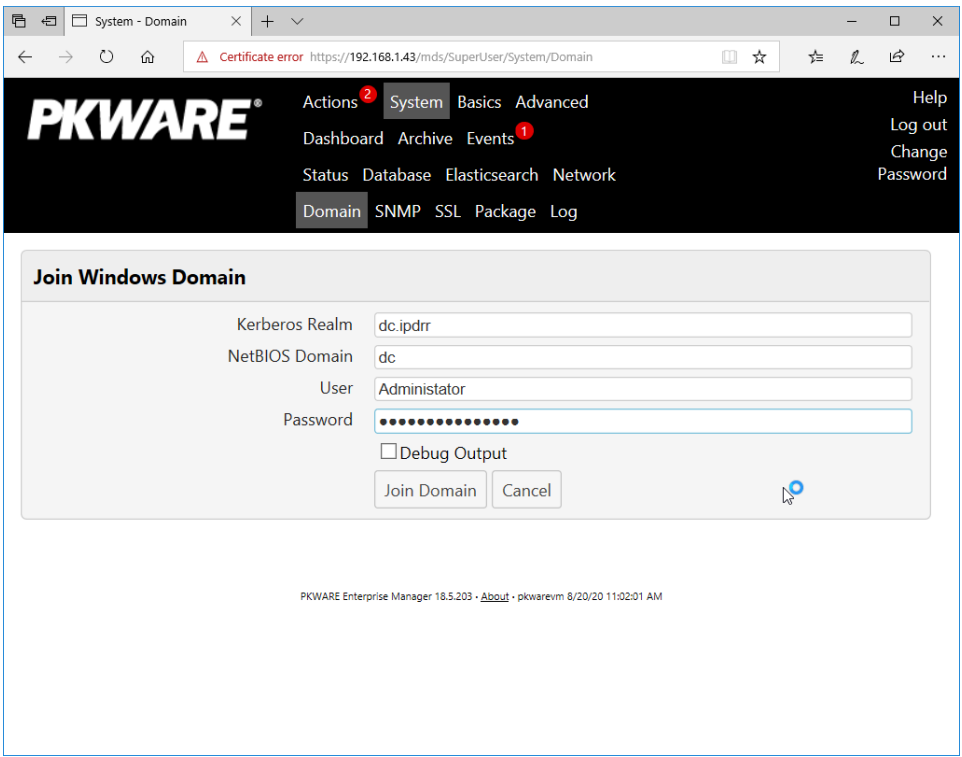 System - Domain
Certificate error https://192.168.1.43/mds/SuperUser/System/Domain
PKWARE®
Actions 2 System Basics Advanced
Dashboard Archive Events 1
Status Database Elasticsearch Network
Domain SNMP SSL Package Log
Help
Log out
Change
Password
Join Windows Domain
Kerberos Realm dc.ipdrr
NetBIOS Domain dc
User Administator
Password •••••••••••••••
Debug Output
Join Domain Cancel
PKWARE Enterprise Manager 18.5.203 • About • pkwarevm 8/20/20 11:02:01 AM